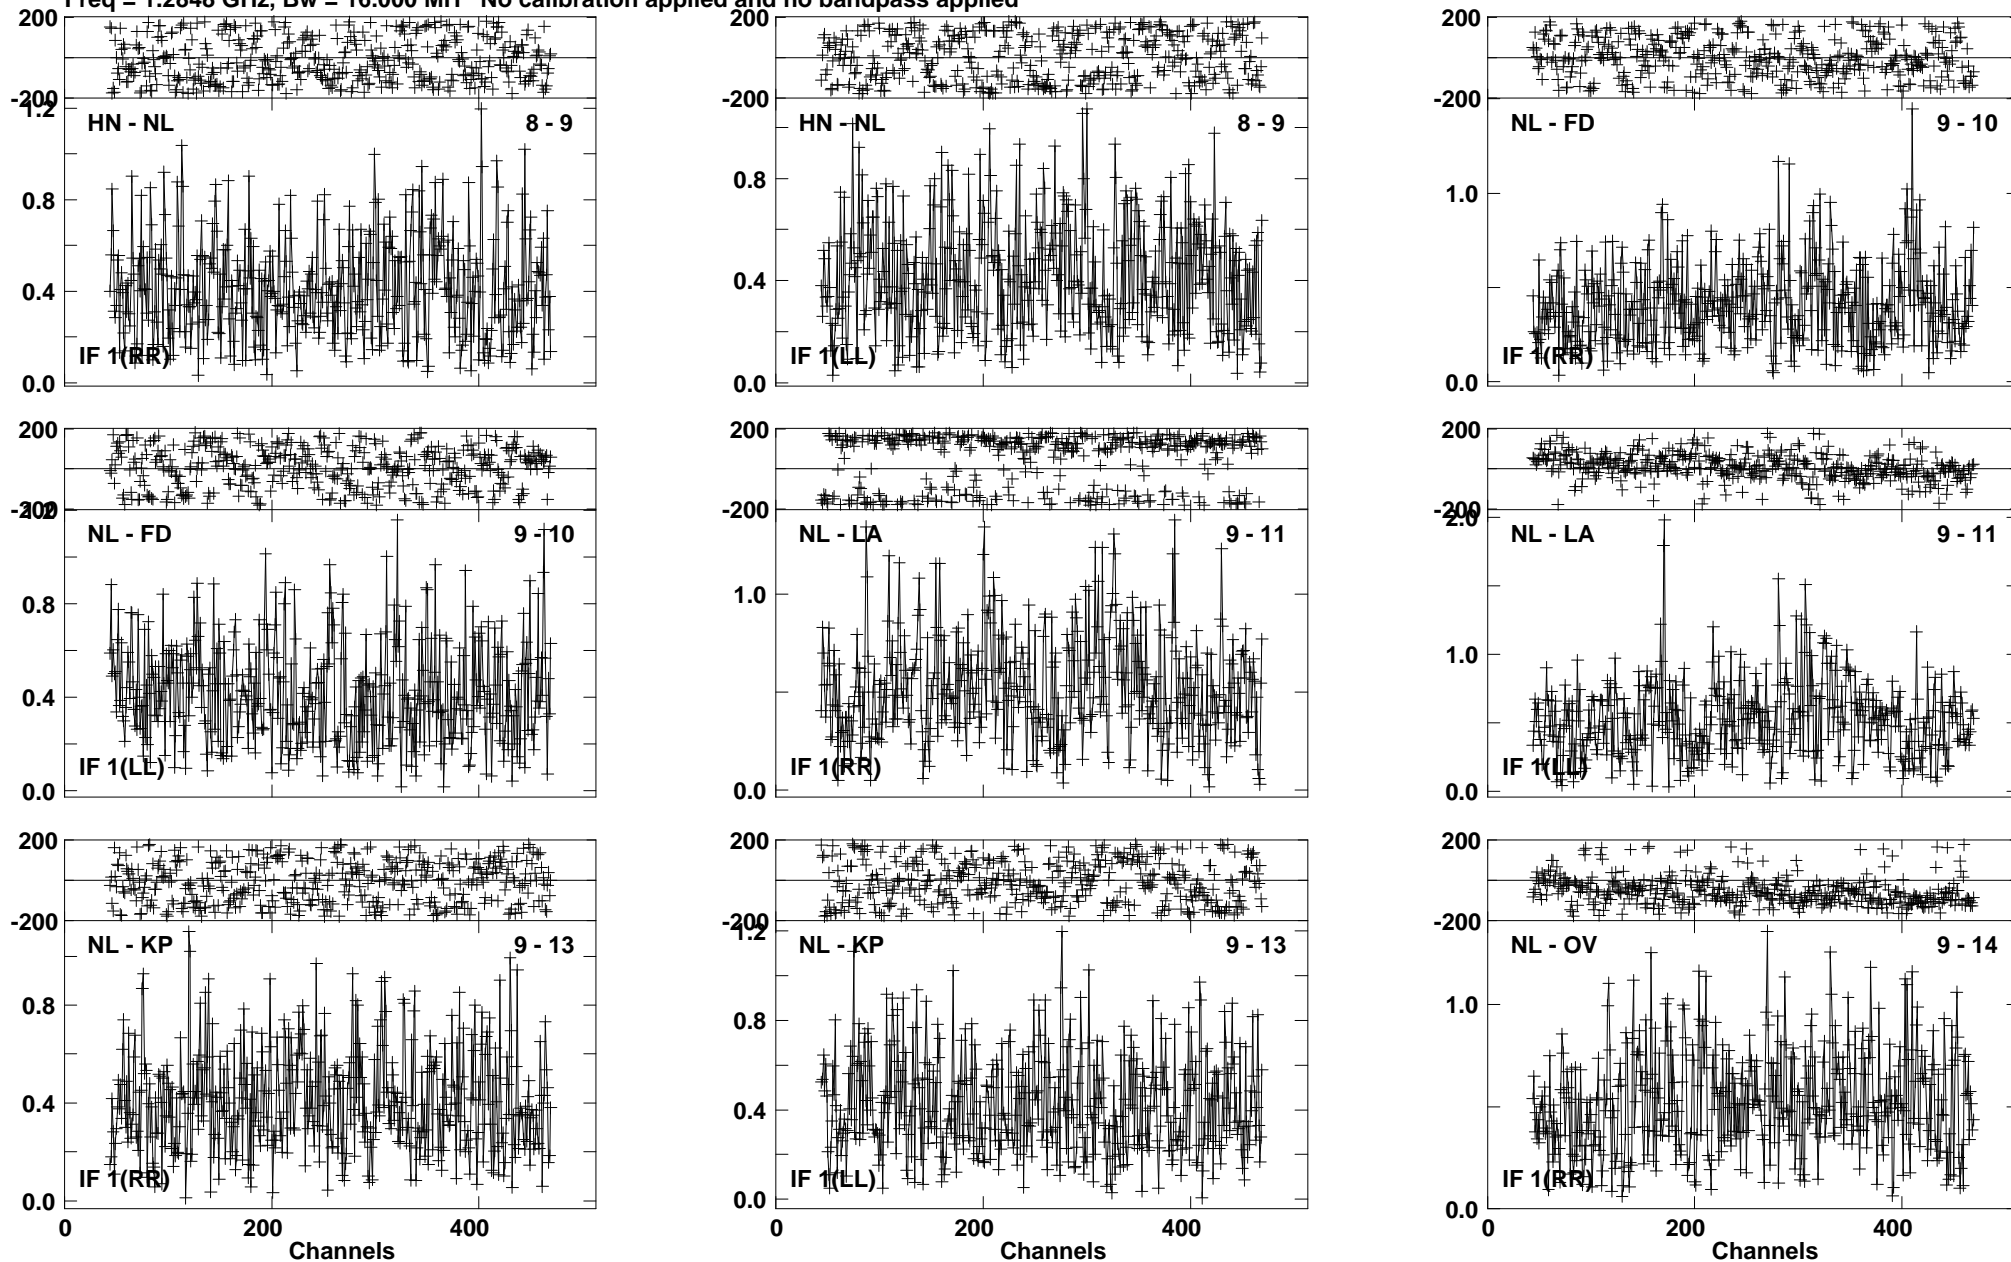 Freq = 1.2848 GHz, Bw = 16.000 MH No calibration applied and no bandpass applied
200 200 200
-200 -200 -200
1.2
HN - NL 8 - 9 HN - NL 8 - 9 NL - FD 9 - 10
1.0
0.8 0.8
0.4 0.4
IF 1(RR) IF 1(LL) IF 1(RR)
0.0 0.0 0.0
200 200 200
-200 -200 -200
1.2 2.0
NL - FD 9 - 10 NL - LA 9 - 11 NL - LA 9 - 11
0.8 1.0 1.0
0.4
IF 1(LL) IF 1(RR) IF 1(LL)
0.0 0.0 0.0
200 200 200
-200 -200 -200
1.2
NL - KP 9 - 13 NL - KP 9 - 13 NL - OV 9 - 14
0.8 0.8 1.0
0.4 0.4
IF 1(RR) IF 1(LL) IF 1(RR)
0.0 0.0 0.0
0 200 400 0 200 400 0 200 400
Channels Channels Channels